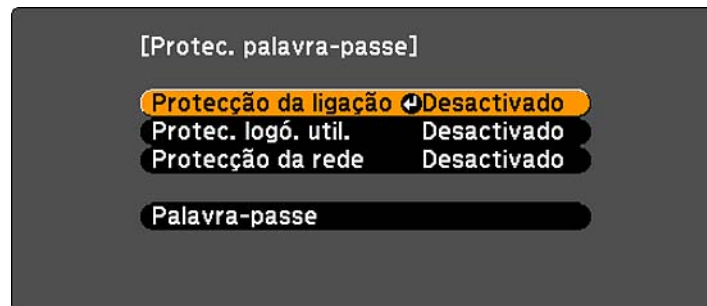 [Protec. palavra-passe]
Protecção da ligação Desactivado
Protec. logó. util. Desactivado
Protecção da rede Desactivado
Palavra-passe